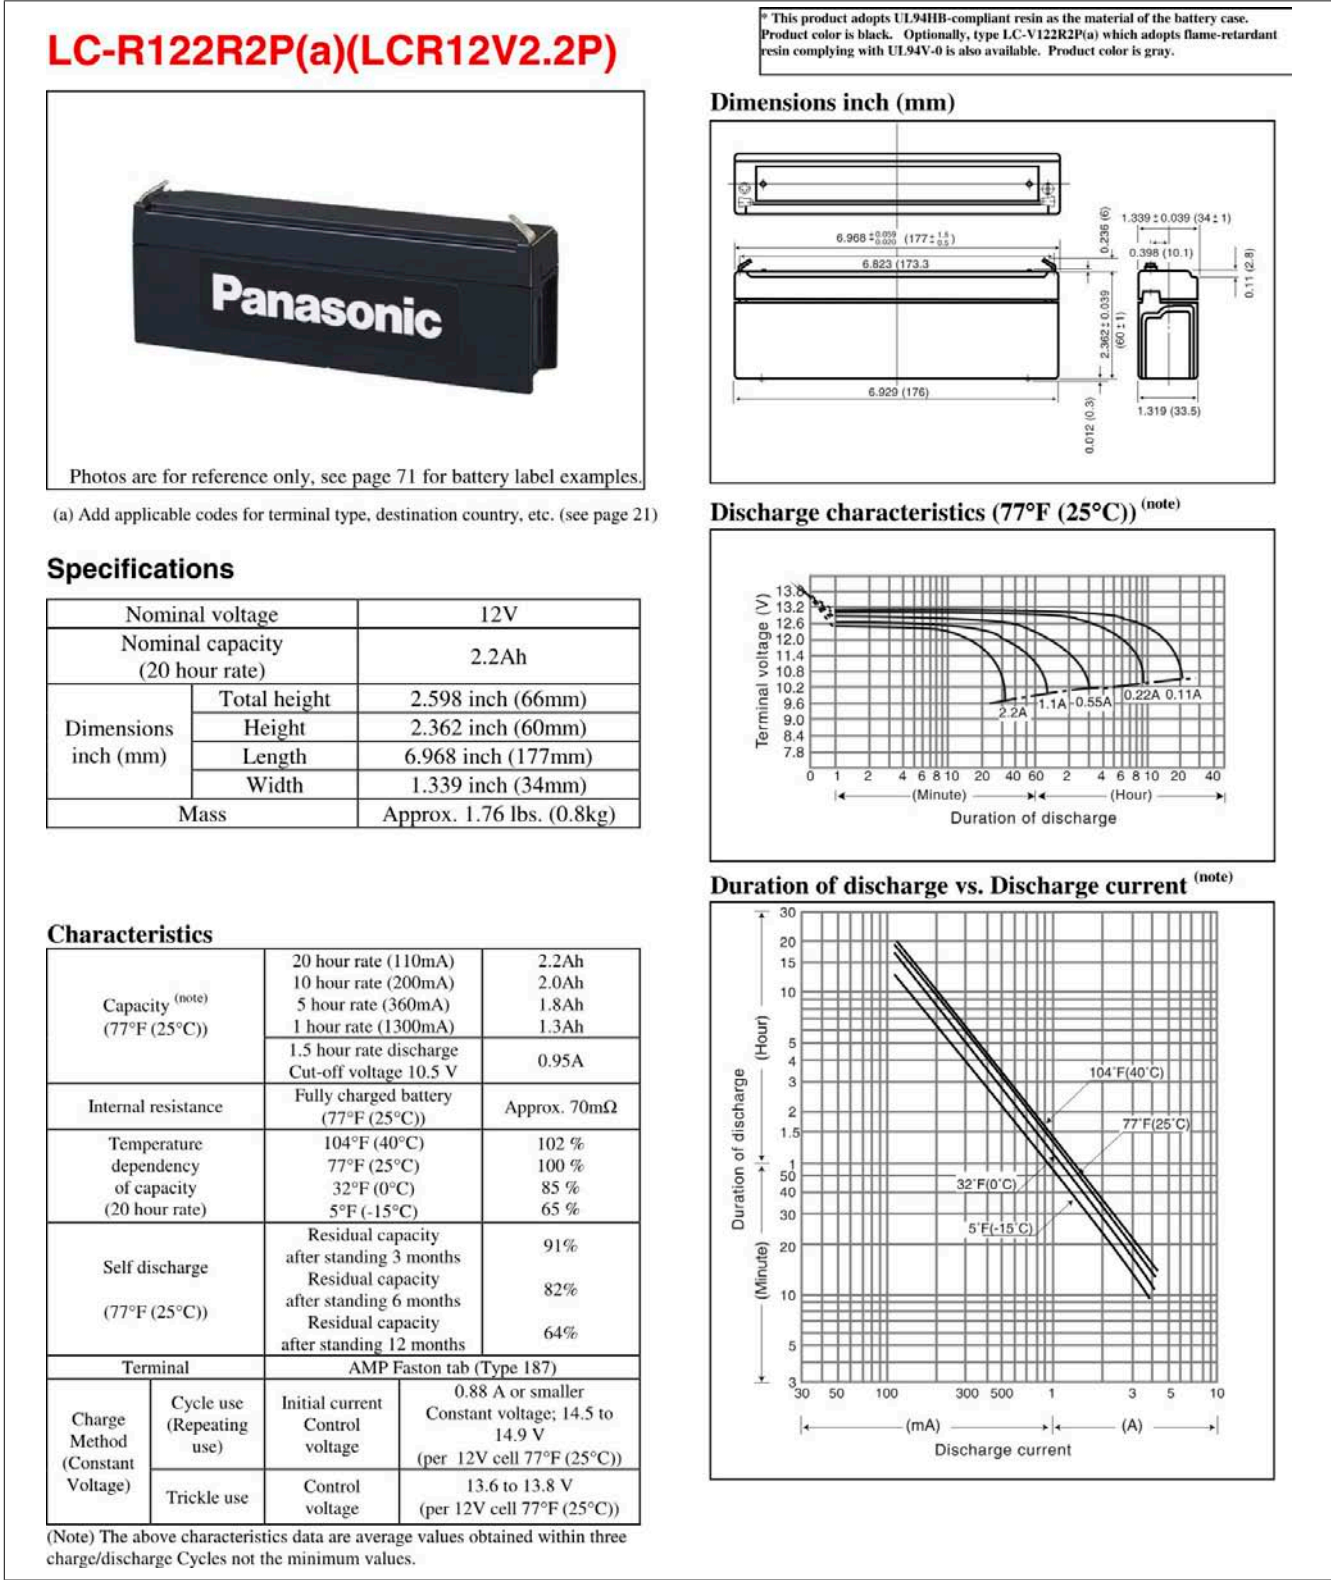 LC-R122R2P(a)(LCR12V2.2P)
* This product adopts UL94HB-compliant resin as the material of the battery case.
Product color is black. Optionally, type LC-V122R2P(a) which adopts flame-retardant
resin complying with UL94V-0 is also available. Product color is gray.
Panasonic
Photos are for reference only, see page 71 for battery label examples.
(a) Add applicable codes for terminal type, destination country, etc. (see page 21)
Dimensions inch (mm)
6.968 ±0.059 0.020 (177 ±1.5 0.5)
6.823 (173.3
6.929 (176)
0.236 (6)
2.362 ± 0.039
(60 ± 1)
0.012 (0.3)
1.339 ± 0.039 (34 ± 1)
0.398 (10.1)
0.11 (2.8)
1.319 (33.5)
Specifications
Nominal voltage 12V
Nominal capacity
(20 hour rate) 2.2Ah
Dimensions
inch (mm)
Total height 2.598 inch (66mm)
Height 2.362 inch (60mm)
Length 6.968 inch (177mm)
Width 1.339 inch (34mm)
Mass Approx. 1.76 lbs. (0.8kg)
Discharge characteristics (77°F (25°C)) (note)
Terminal voltage (V)
13.8
13.2
12.6
12.0
11.4
10.8
10.2
9.6
9.0
8.4
7.8
2.2A 1.1A 0.55A 0.22A 0.11A
0 1 2 4 6 8 10 20 40 60 2 4 6 8 10 20 40
(Minute) (Hour)
Duration of discharge
Characteristics
Capacity (note)
(77°F (25°C))
20 hour rate (110mA) 2.2Ah
10 hour rate (200mA) 2.0Ah
5 hour rate (360mA) 1.8Ah
1 hour rate (1300mA) 1.3Ah
1.5 hour rate discharge
Cut-off voltage 10.5 V 0.95A
Internal resistance
Fully charged battery
(77°F (25°C)) Approx. 70mΩ
Temperature
dependency
of capacity
(20 hour rate)
104°F (40°C) 102 %
77°F (25°C) 100 %
32°F (0°C) 85 %
5°F (-15°C) 65 %
Self discharge
(77°F (25°C))
Residual capacity
after standing 3 months 91%
Residual capacity
after standing 6 months 82%
Residual capacity
after standing 12 months 64%
Terminal AMP Faston tab (Type 187)
Charge
Method
(Constant
Voltage)
Cycle use
(Repeating
use)
Initial current
Control
voltage
0.88 A or smaller
Constant voltage; 14.5 to
14.9 V
(per 12V cell 77°F (25°C))
Trickle use
Control
voltage
13.6 to 13.8 V
(per 12V cell 77°F (25°C))
(Note) The above characteristics data are average values obtained within three
charge/discharge Cycles not the minimum values.
Duration of discharge vs. Discharge current (note)
Duration of discharge
(Hour)
(Minute)
30
20
15
10
5
4
3
2
1.5
1
50
40
30
20
10
5
3
104°F(40°C)
77°F(25°C)
32°F(0°C)
5°F(-15°C)
30 50 100 300 500 1 3 5 10
(mA) (A)
Discharge current